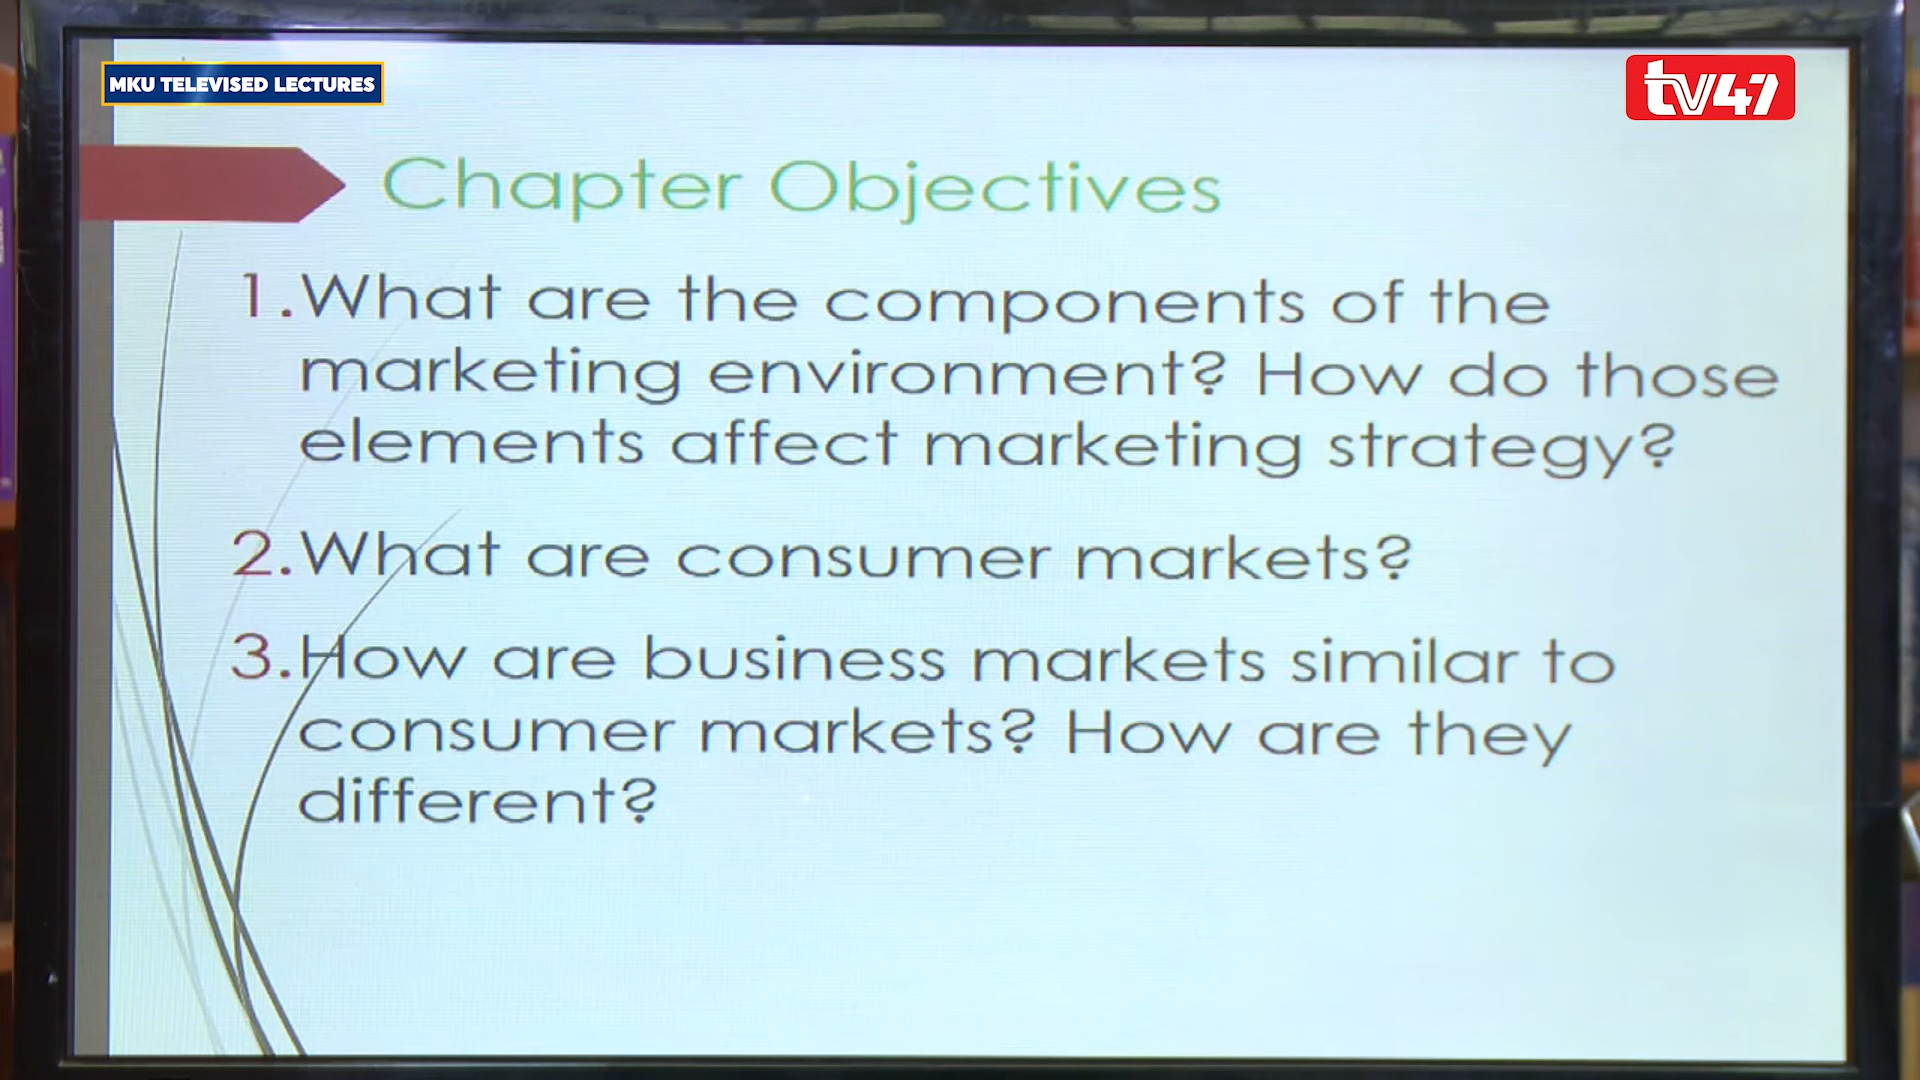 MKU TELEVISED LECTURES
tv47
Chapter Objectives
1.What are the components of the
marketing environment? How do those
elements affect marketing strategy?
2.What are consumer markets?
3.How are business markets similar to
consumer markets? How are they
different?